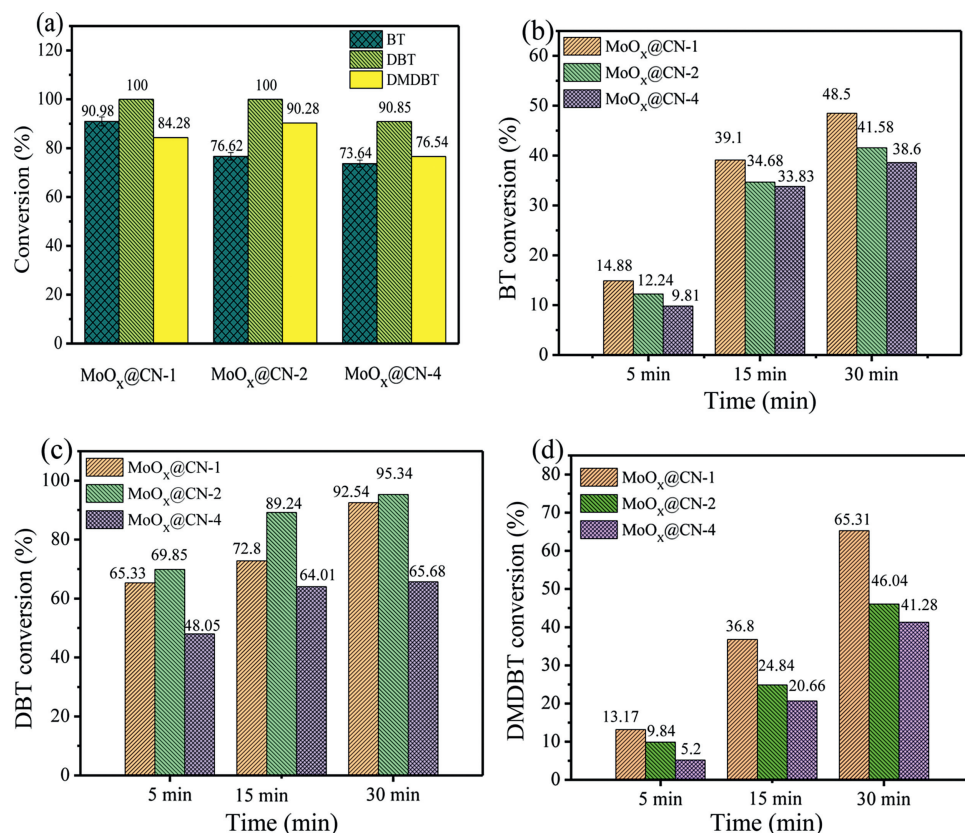 (a)
BT
DBT
DMDBT
Conversion (%)
120
100
80
60
40
20
0
90.98
100
84.28
76.62
100
90.28
73.64
90.85
76.54
MoOₓ@CN-1
MoOₓ@CN-2
MoOₓ@CN-4
(b)
MoOₓ@CN-1
MoOₓ@CN-2
MoOₓ@CN-4
BT conversion (%)
60
50
40
30
20
10
0
14.88
12.24
9.81
39.1
34.68
33.83
48.5
41.58
38.6
5 min
15 min
30 min
Time (min)
(c)
MoOₓ@CN-1
MoOₓ@CN-2
MoOₓ@CN-4
DBT conversion (%)
100
80
60
40
20
0
65.33
69.85
48.05
72.8
89.24
64.01
92.54
95.34
65.68
5 min
15 min
30 min
Time (min)
(d)
MoOₓ@CN-1
MoOₓ@CN-2
MoOₓ@CN-4
DMDBT conversion (%)
80
70
60
50
40
30
20
10
0
13.17
9.84
5.2
36.8
24.84
20.66
65.31
46.04
41.28
5 min
15 min
30 min
Time (min)